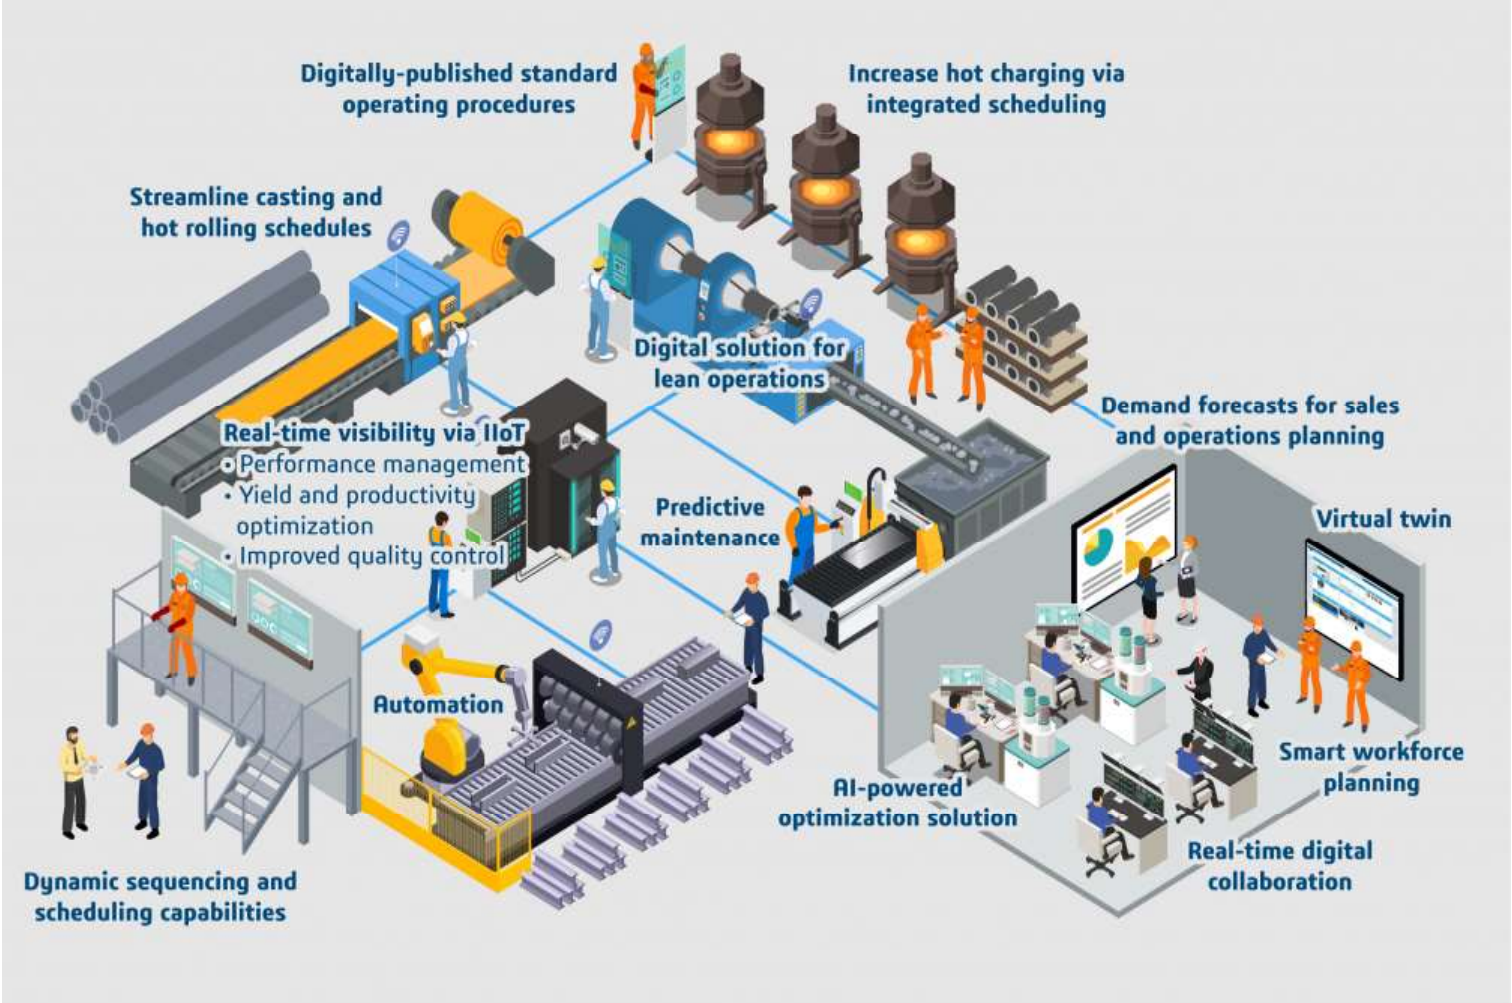 Digitally-published standard
operating procedures
Increase hot charging via
integrated scheduling
Streamline casting and
hot rolling schedules
Digital solution for
lean operations
Demand forecasts for sales
and operations planning
Real-time visibility via IIoT
Performance management
• Yield and productivity
optimization
• Improved quality control
Predictive
maintenance
Virtual twin
Automation
Smart workforce
planning
AI-powered
optimization solution
Real-time digital
collaboration
Dynamic sequencing and
scheduling capabilities